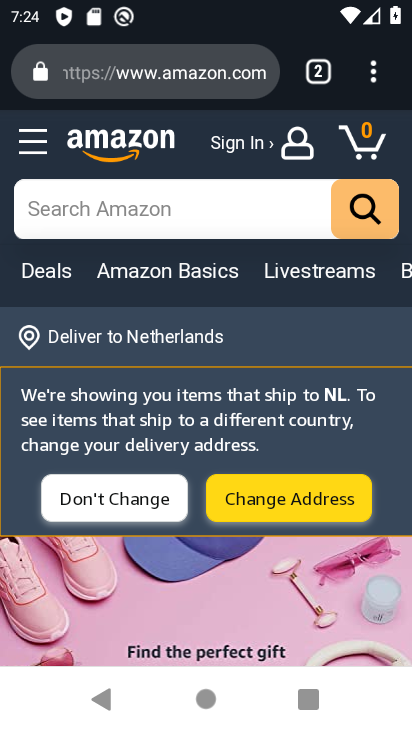 7:24
https://www.amazon.com
2
amazon
Sign In ›
0
Search Amazon
Deals Amazon Basics Livestreams B
Deliver to Netherlands
We're showing you items that ship to NL. To
see items that ship to a different country,
change your delivery address.
Don't Change
Change Address
e.l.f.
Find the perfect gift